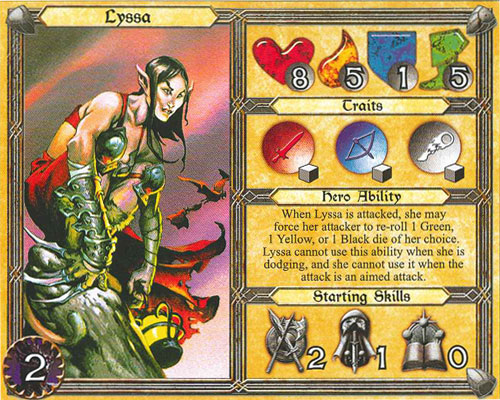 Lyssa
8 5 1 5
Traits
Hero Ability
When Lyssa is attacked, she may
force her attacker to re-roll 1 Green,
1 Yellow, or 1 Black die of her choice.
Lyssa cannot use this ability when she is
dodging, and she cannot use it when the
attack is an aimed attack.
Starting Skills
2 1 0
2